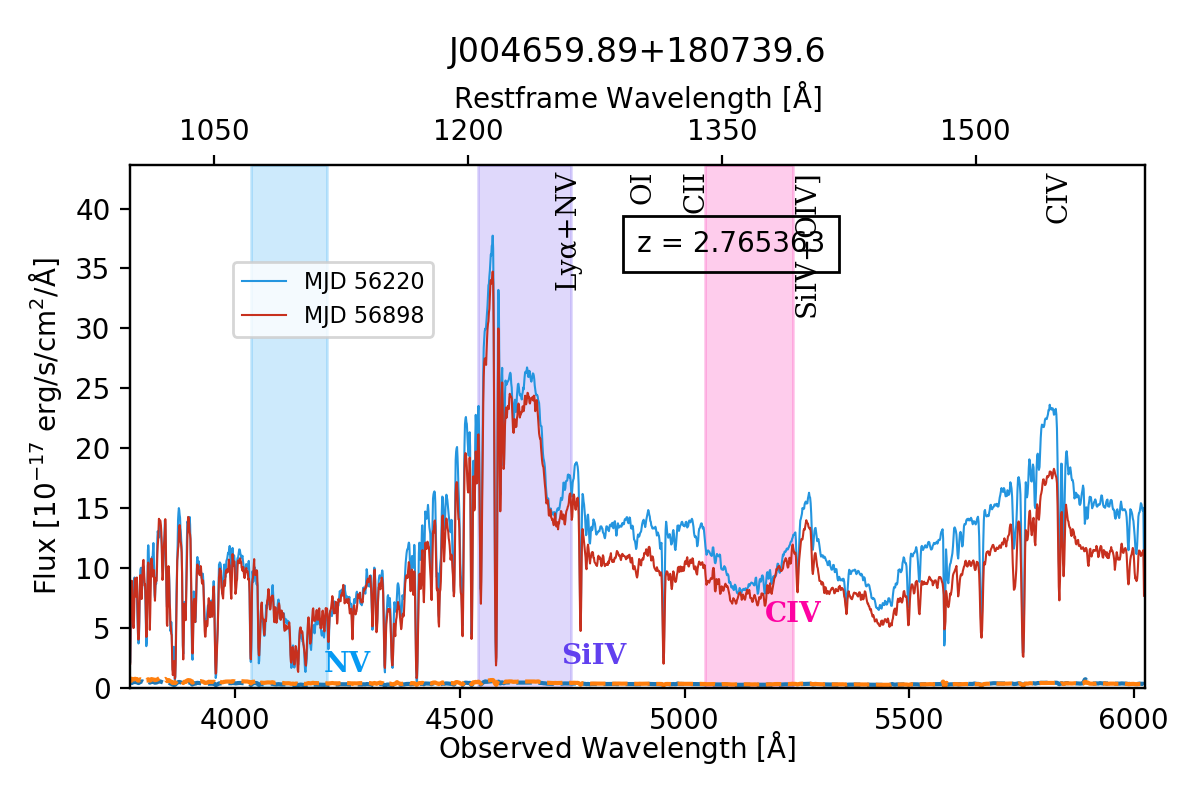 J004659.89+180739.6
Restframe Wavelength [Å]
1050 1200 1350 1500
Lyα+NV
OI
CII
SiIV+OIV]
CIV
z = 2.765363
MJD 56220
MJD 56898
40
35
30
25
20
15
10
5
0
Flux [10⁻¹⁷ erg/s/cm²/Å]
NV
SiIV
CIV
4000 4500 5000 5500 6000
Observed Wavelength [Å]